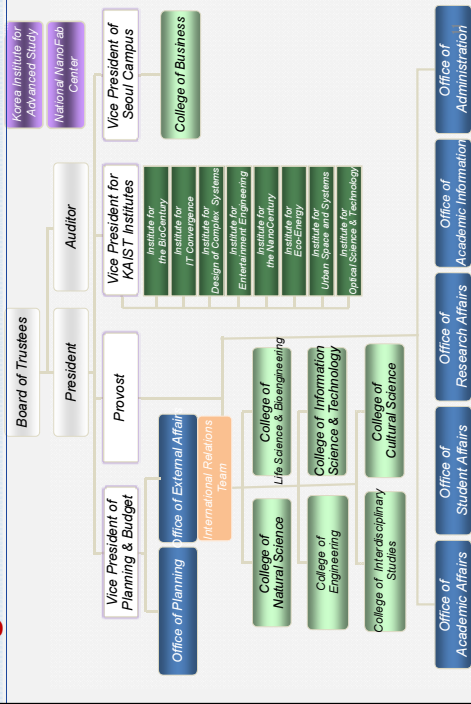 Board of Trustees
President
Auditor
Korea Institute for
Advanced Study
National NanoFab
Center
Vice President of
Planning & Budget
Provost
Vice President for
KAIST Institutes
Vice President of
Seoul Campus
Office of Planning
Office of External Affair
International Relations
Team
Institute for
the BioCentury
Institute for
IT Convergence
Institute for
Design of Complex Systems
Institute for
Entertainment Engineering
Institute for
the NanoCentury
Institute for
Eco-Energy
Institute for
Urban Space and Systems
Institute for
Optical Science & Technology
College of Business
College of
Natural Science
College of
Life Science & Bioengineering
College of
Engineering
College of Information
Science & Technology
College of Interdisciplinary
Studies
College of
Cultural Science
Office of
Academic Affairs
Office of
Student Affairs
Office of
Research Affairs
Office of
Academic Information
Office of
Administration